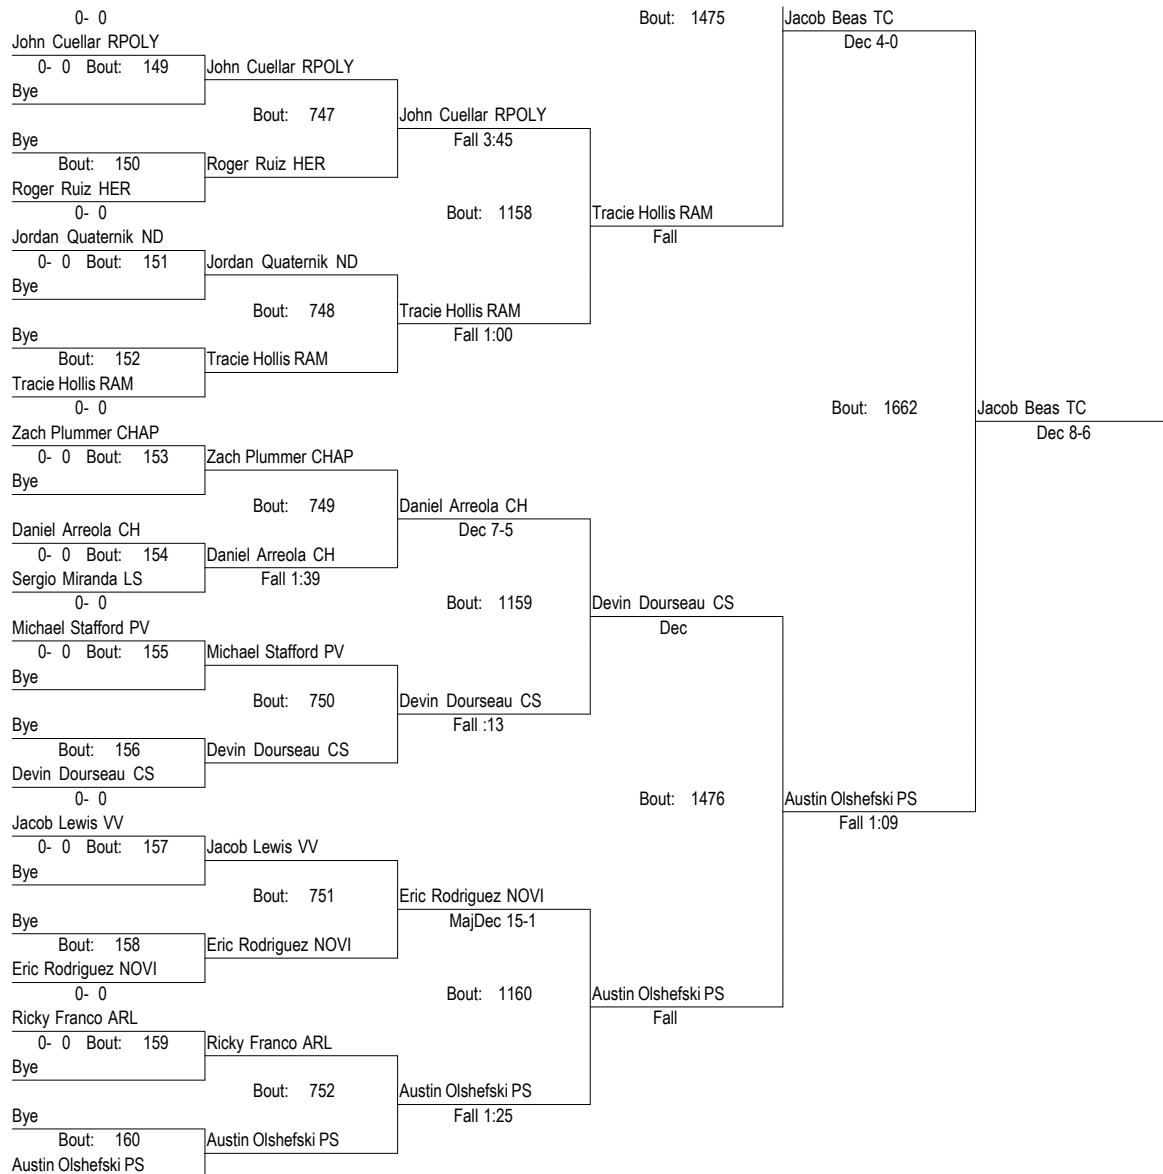 0- 0 Bout: 1475 Jacob Beas TC
John Cuellar RPOLY Dec 4-0
0- 0 Bout: 149 John Cuellar RPOLY
Bye
Bout: 747 John Cuellar RPOLY
Bye Fall 3:45
Bout: 150 Roger Ruiz HER
Roger Ruiz HER
0- 0 Bout: 1158 Tracie Hollis RAM
Jordan Quaternik ND Fall
0- 0 Bout: 151 Jordan Quaternik ND
Bye
Bout: 748 Tracie Hollis RAM
Bye Fall 1:00
Bout: 152 Tracie Hollis RAM
Tracie Hollis RAM
0- 0 Bout: 1662 Jacob Beas TC
Zach Plummer CHAP Dec 8-6
0- 0 Bout: 153 Zach Plummer CHAP
Bye
Bout: 749 Daniel Arreola CH
Daniel Arreola CH Dec 7-5
0- 0 Bout: 154 Daniel Arreola CH
Sergio Miranda LS Fall 1:39
0- 0 Bout: 1159 Devin Dourseau CS
Michael Stafford PV Dec
0- 0 Bout: 155 Michael Stafford PV
Bye
Bout: 750 Devin Dourseau CS
Bye Fall :13
Bout: 156 Devin Dourseau CS
Devin Dourseau CS
0- 0 Bout: 1476 Austin Olshefski PS
Jacob Lewis VV Fall 1:09
0- 0 Bout: 157 Jacob Lewis VV
Bye
Bout: 751 Eric Rodriguez NOVI
Bye MajDec 15-1
Bout: 158 Eric Rodriguez NOVI
Eric Rodriguez NOVI
0- 0 Bout: 1160 Austin Olshefski PS
Ricky Franco ARL Fall
0- 0 Bout: 159 Ricky Franco ARL
Bye
Bout: 752 Austin Olshefski PS
Bye Fall 1:25
Bout: 160 Austin Olshefski PS
Austin Olshefski PS